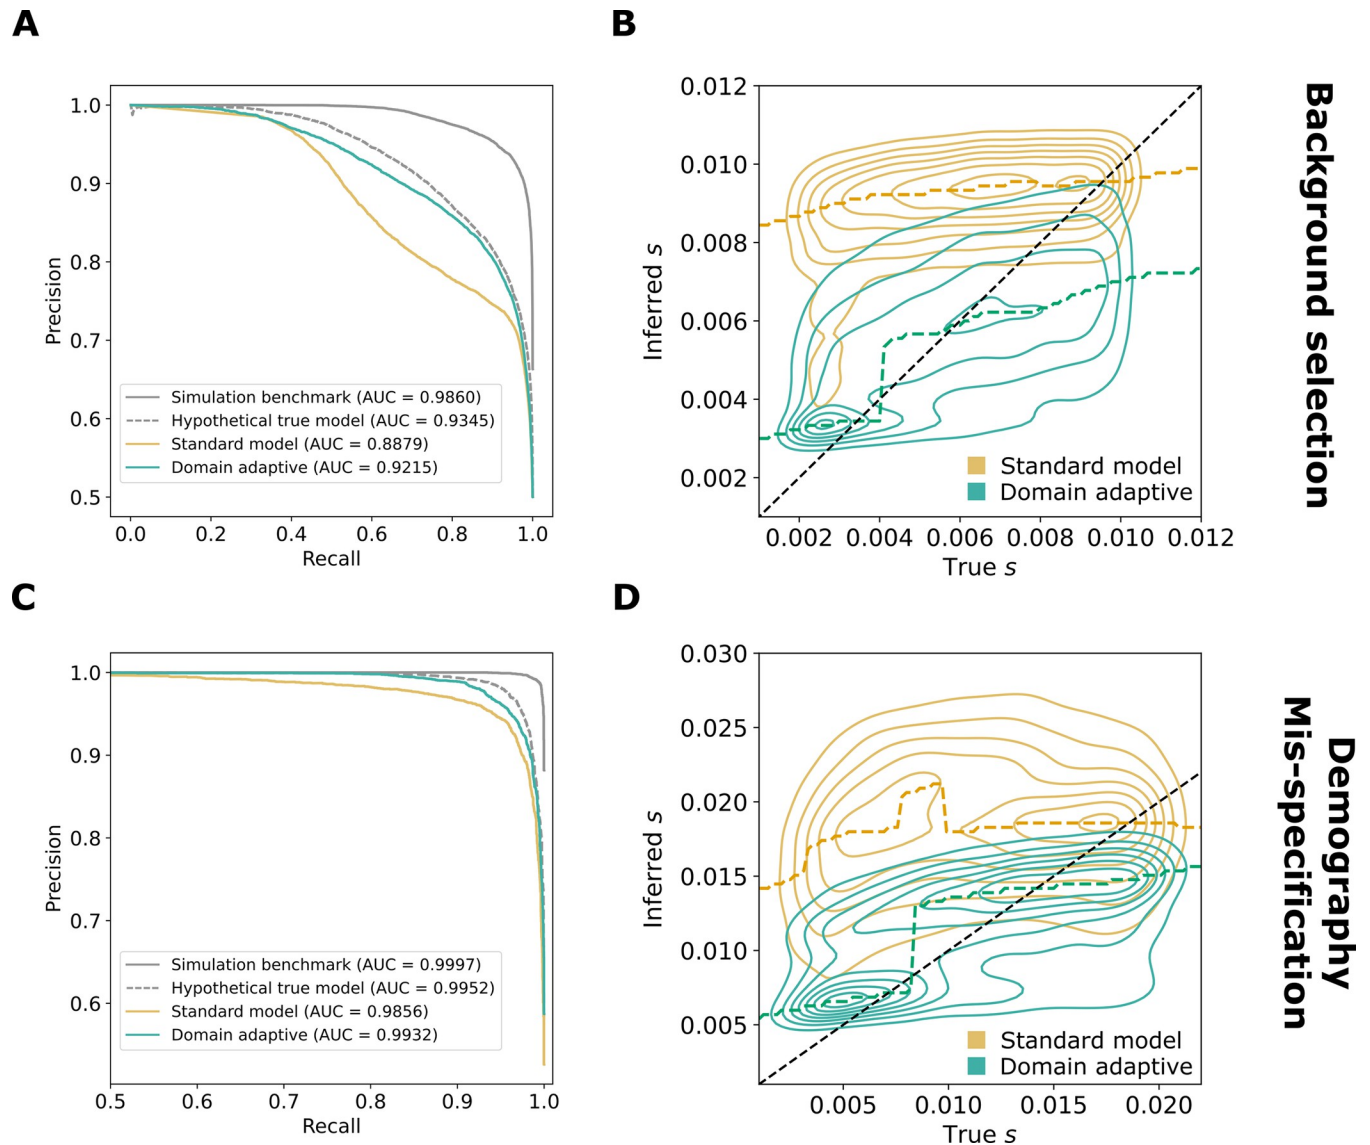 A
B
1.0
0.9
0.8
0.7
0.6
0.5
Precision
Simulation benchmark (AUC = 0.9860)
Hypothetical true model (AUC = 0.9345)
Standard model (AUC = 0.8879)
Domain adaptive (AUC = 0.9215)
0.0 0.2 0.4 0.6 0.8 1.0
Recall
0.012
0.010
0.008
0.006
0.004
0.002
Inferred s
Standard model
Domain adaptive
0.002 0.004 0.006 0.008 0.010 0.012
True s
Background selection
C
D
1.0
0.9
0.8
0.7
0.6
Precision
Simulation benchmark (AUC = 0.9997)
Hypothetical true model (AUC = 0.9952)
Standard model (AUC = 0.9856)
Domain adaptive (AUC = 0.9932)
0.5 0.6 0.7 0.8 0.9 1.0
Recall
0.030
0.025
0.020
0.015
0.010
0.005
Inferred s
Standard model
Domain adaptive
0.005 0.010 0.015 0.020
True s
Demography
Mis-specification